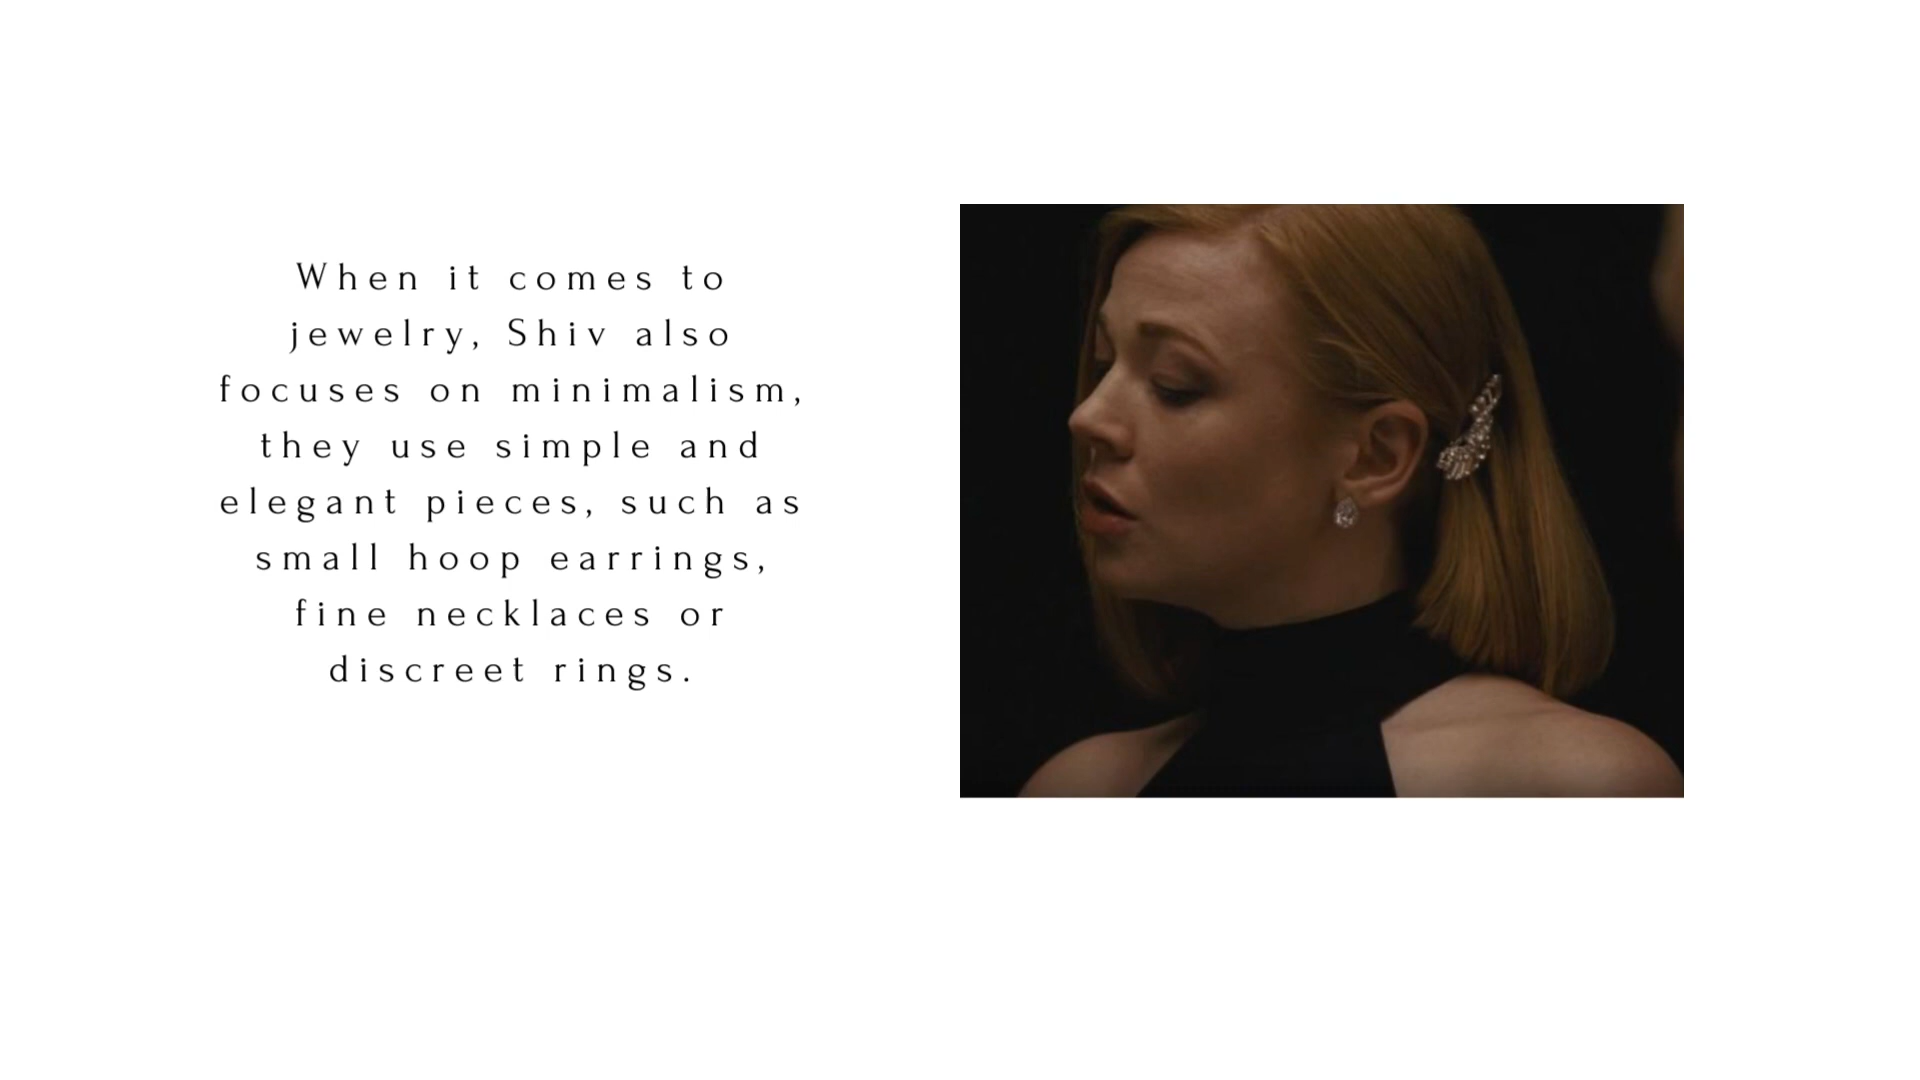 When it comes to
jewelry, Shiv also
focuses on minimalism,
they use simple and
elegant pieces, such as
small hoop earrings,
fine necklaces or
discreet rings.